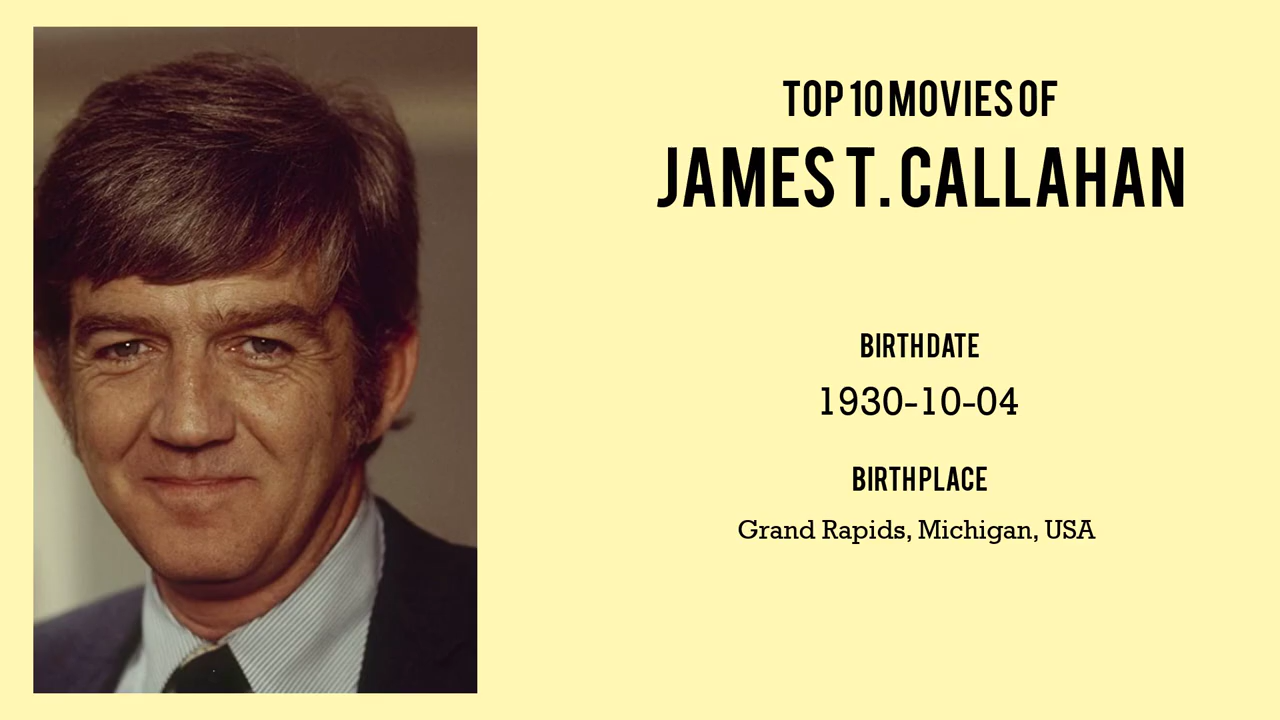 TOP 10 MOVIES OF
JAMES T. CALLAHAN
BIRTHDATE
1930-10-04
BIRTHPLACE
Grand Rapids, Michigan, USA